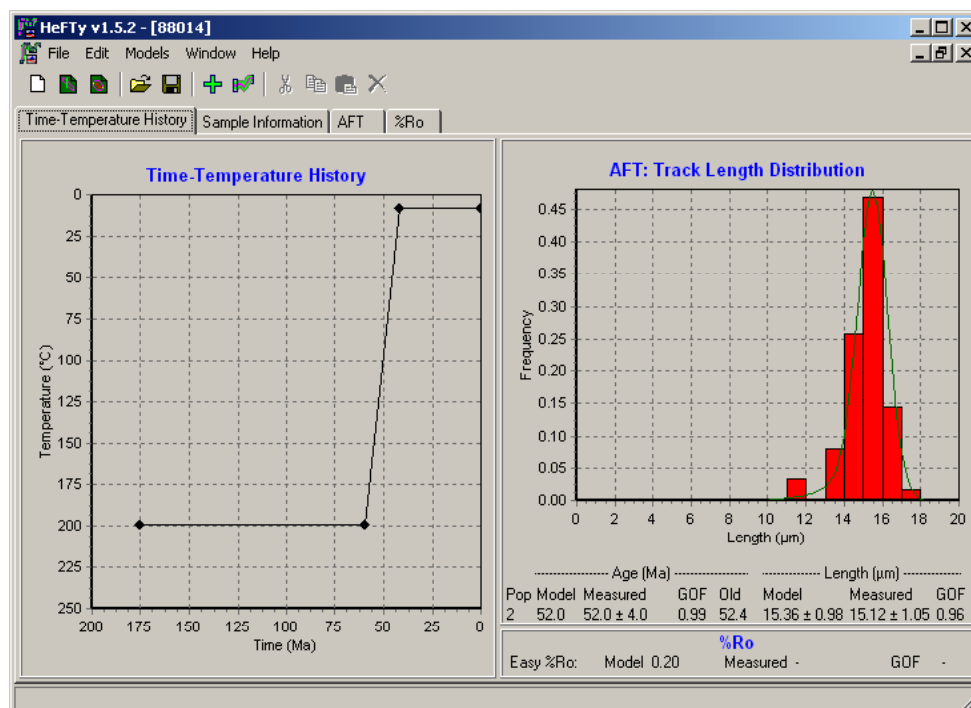 HeFTy v1.5.2 - [88014]
File Edit Models Window Help
Time-Temperature History Sample Information AFT %Ro
Time-Temperature History
0
25
50
75
100
125
150
175
200
225
250
Temperature (°C)
200 175 150 125 100 75 50 25 0
Time (Ma)
AFT: Track Length Distribution
0.45
0.40
0.35
0.30
0.25
0.20
0.15
0.10
0.05
0.00
Frequency
0 2 4 6 8 10 12 14 16 18 20
Length (µm)
Age (Ma) Length (µm)
Pop Model Measured GOF Old Model Measured GOF
2 52.0 52.0 ± 4.0 0.99 52.4 15.36 ± 0.98 15.12 ± 1.05 0.96
%Ro
Easy %Ro: Model 0.20 Measured - GOF -